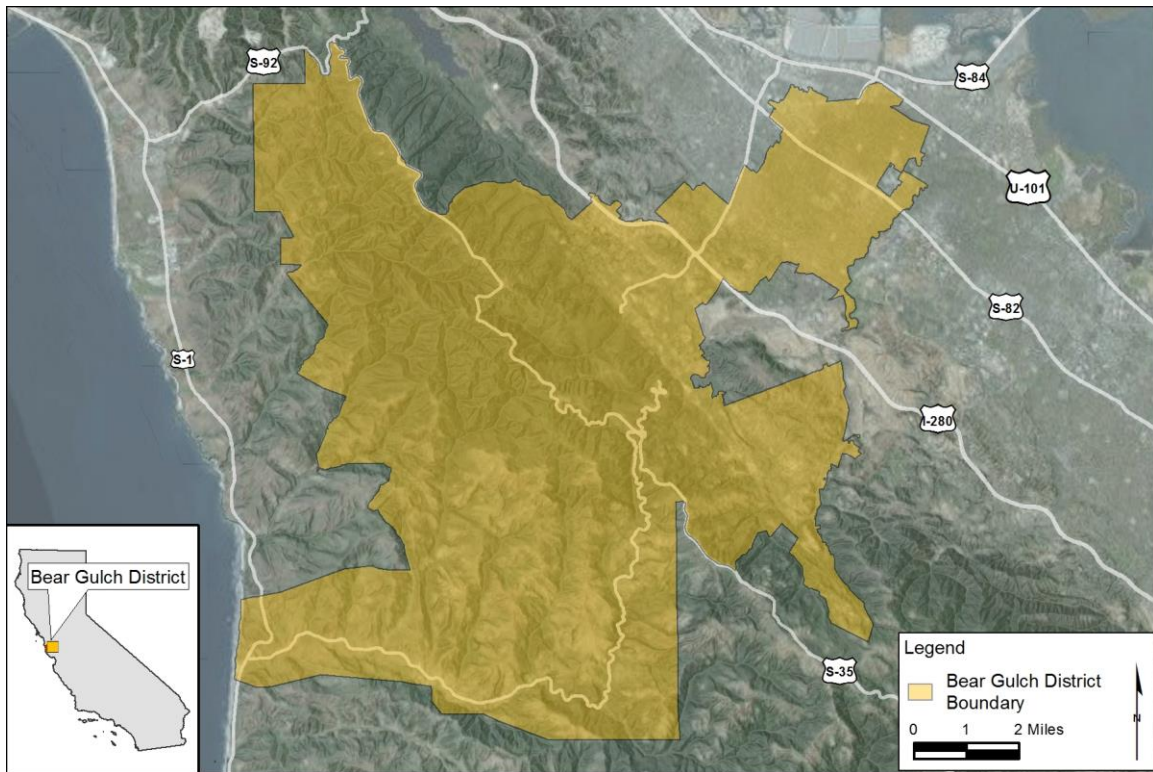 S-92
S-84
U-101
S-82
S-1
I-280
S-35
Bear Gulch District
Legend
Bear Gulch District
Boundary
0 1 2 Miles
N